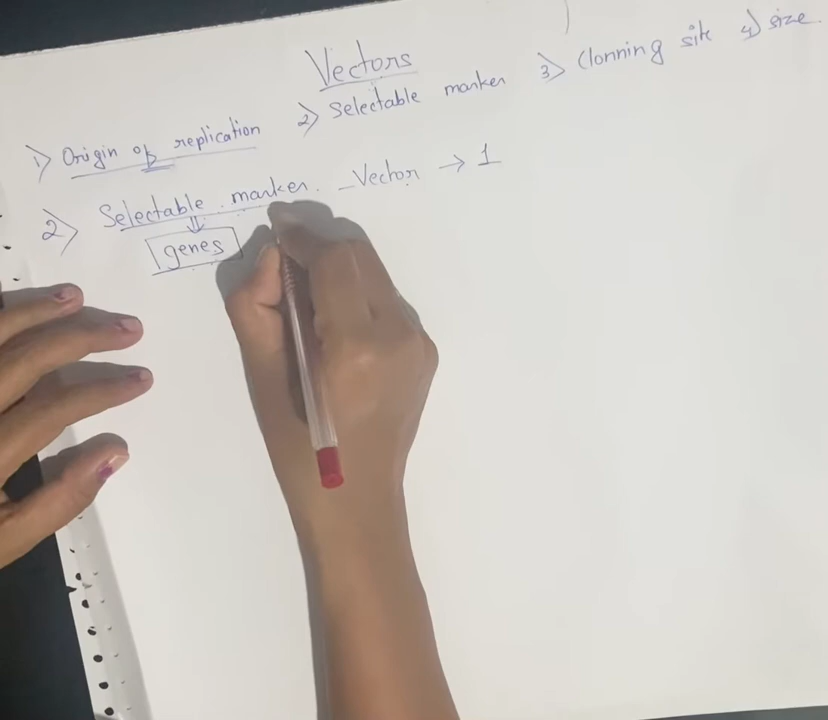 Vectors
1) Origin of replication 2) Selectable marker 3) Clonning site 4) size.
2) Selectable marker. - Vector → 1
⇓
genes